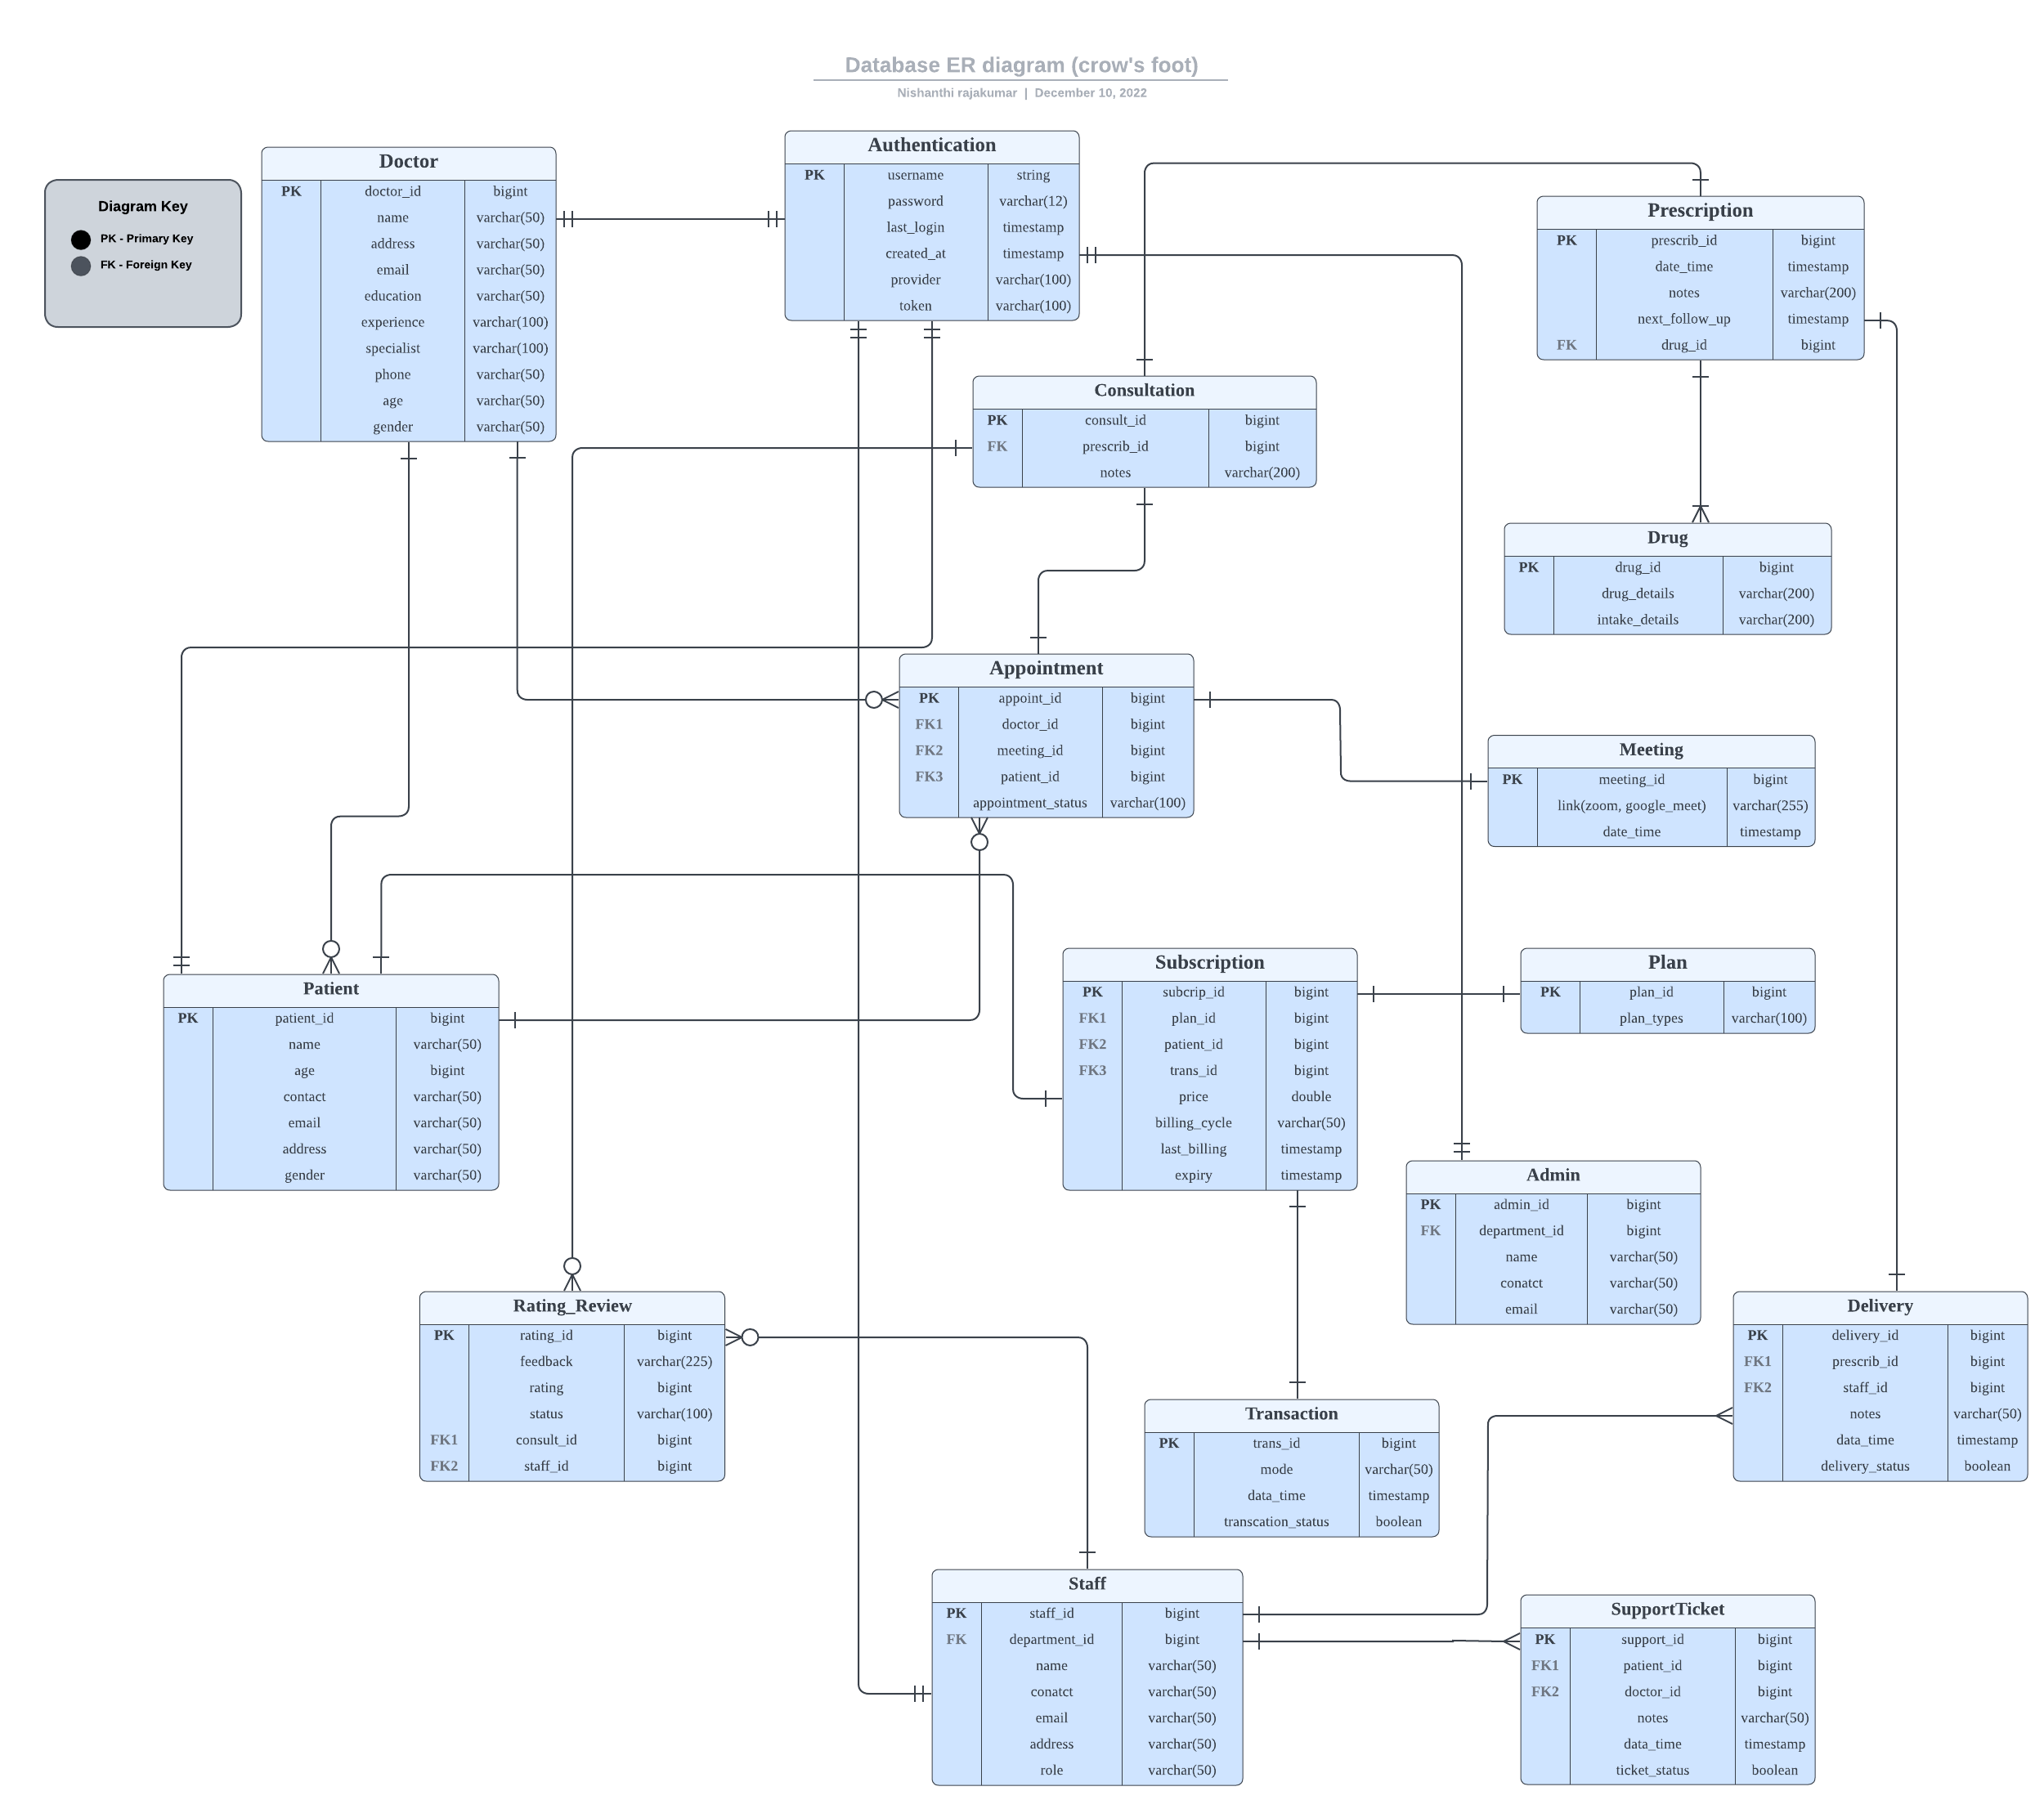 Database ER diagram (crow's foot)
Nishanthi rajakumar | December 10, 2022
Diagram Key
PK - Primary Key
FK - Foreign Key
Doctor
PK doctor_id bigint
name varchar(50)
address varchar(50)
email varchar(50)
education varchar(50)
experience varchar(100)
specialist varchar(100)
phone varchar(50)
age varchar(50)
gender varchar(50)
Authentication
PK username string
password varchar(12)
last_login timestamp
created_at timestamp
provider varchar(100)
token varchar(100)
Prescription
PK prescrib_id bigint
date_time timestamp
notes varchar(200)
next_follow_up timestamp
FK drug_id bigint
Consultation
PK consult_id bigint
FK prescrib_id bigint
notes varchar(200)
Drug
PK drug_id bigint
drug_details varchar(200)
intake_details varchar(200)
Appointment
PK appoint_id bigint
FK1 doctor_id bigint
FK2 meeting_id bigint
FK3 patient_id bigint
appointment_status varchar(100)
Meeting
PK meeting_id bigint
link(zoom, google_meet) varchar(255)
date_time timestamp
Patient
PK patient_id bigint
name varchar(50)
age bigint
contact varchar(50)
email varchar(50)
address varchar(50)
gender varchar(50)
Subscription
PK subcrip_id bigint
FK1 plan_id bigint
FK2 patient_id bigint
FK3 trans_id bigint
price double
billing_cycle varchar(50)
last_billing timestamp
expiry timestamp
Plan
PK plan_id bigint
plan_types varchar(100)
Admin
PK admin_id bigint
FK department_id bigint
name varchar(50)
conatct varchar(50)
email varchar(50)
Rating_Review
PK rating_id bigint
feedback varchar(225)
rating bigint
status varchar(100)
FK1 consult_id bigint
FK2 staff_id bigint
Delivery
PK delivery_id bigint
FK1 prescrib_id bigint
FK2 staff_id bigint
notes varchar(50)
data_time timestamp
delivery_status boolean
Transaction
PK trans_id bigint
mode varchar(50)
data_time timestamp
transcation_status boolean
Staff
PK staff_id bigint
FK department_id bigint
name varchar(50)
conatct varchar(50)
email varchar(50)
address varchar(50)
role varchar(50)
SupportTicket
PK support_id bigint
FK1 patient_id bigint
FK2 doctor_id bigint
notes varchar(50)
data_time timestamp
ticket_status boolean